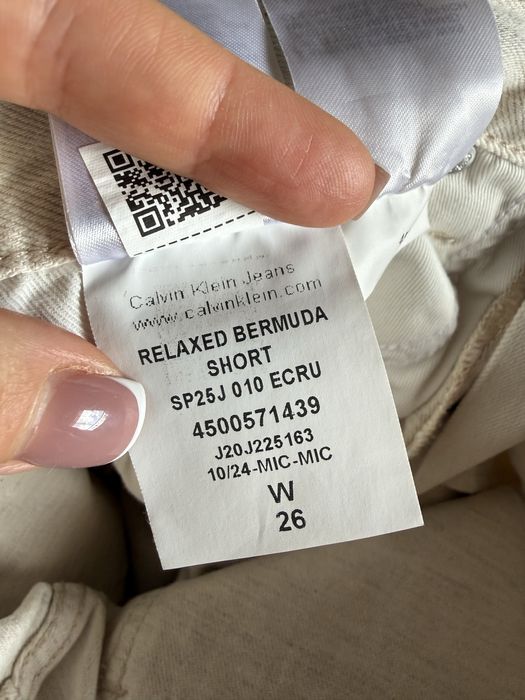 Calvin Klein Jeans
www.calvinklein.com
RELAXED BERMUDA
SHORT
SP25J 010 ECRU
4500571439
J20J225163
10/24-MIC-MIC
W
26